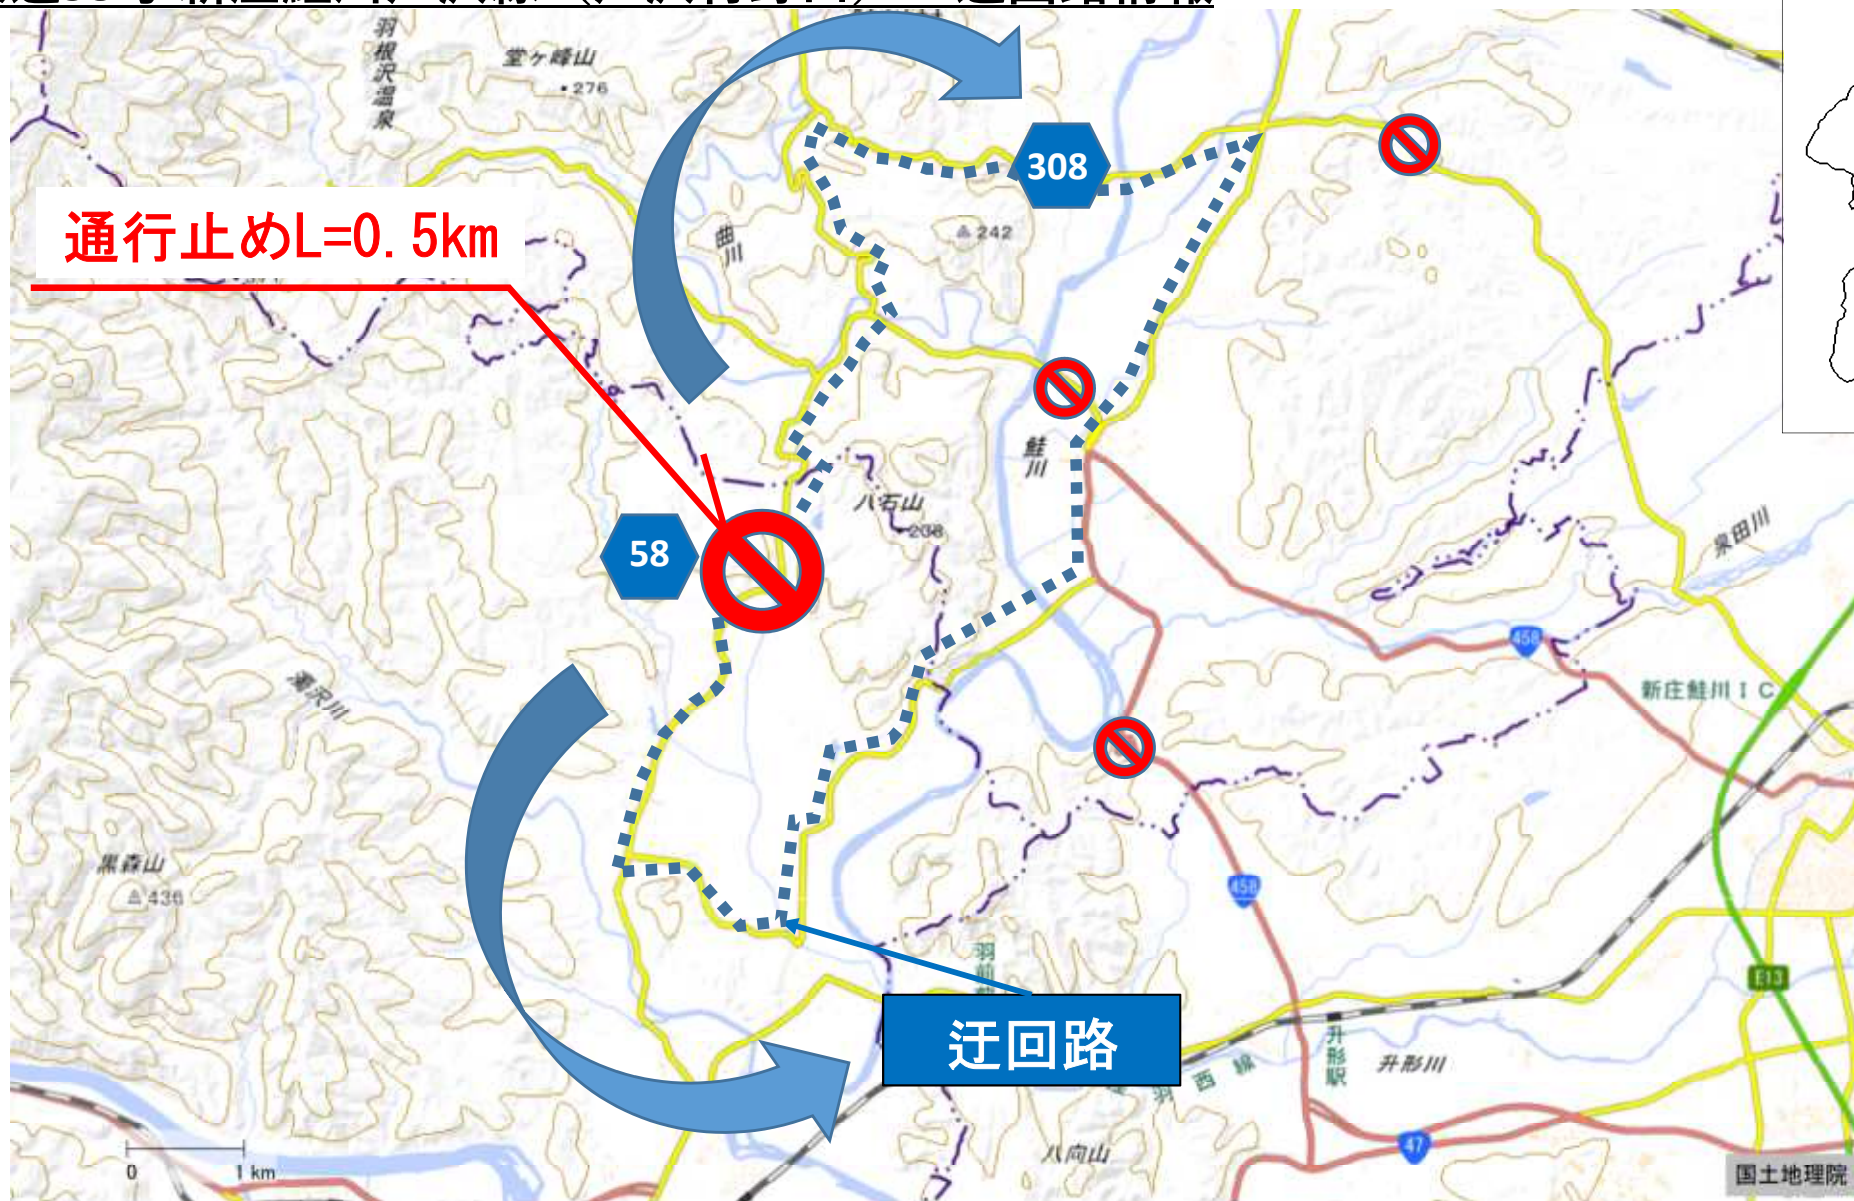 羽根沢温泉
堂ヶ峰山
276
308
通行止めL=0.5km
曲川
242
鮭川
八石山
208
58
泉田川
458
新庄鮭川IC
濁沢川
黒森山
436
458
E13
迂回路
升形駅
升形川
羽西線
八向山
47
0
1 km
国土地理院